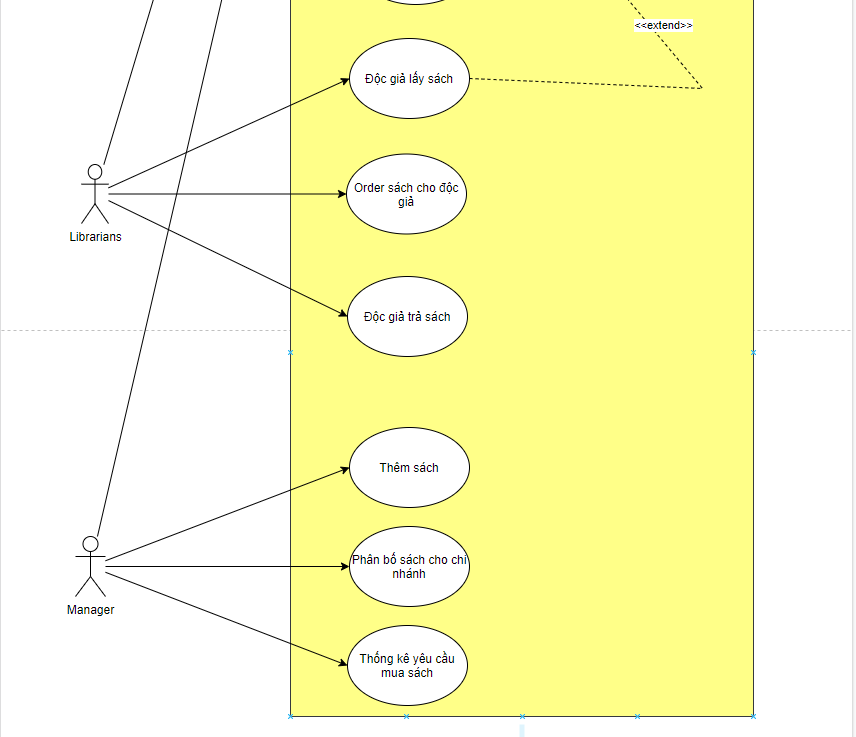 <<extend>>
Độc giả lấy sách
Order sách cho độc
giả
Librarians
Độc giả trả sách
Thêm sách
Phân bố sách cho chi
nhánh
Manager
Thống kê yêu cầu
mua sách